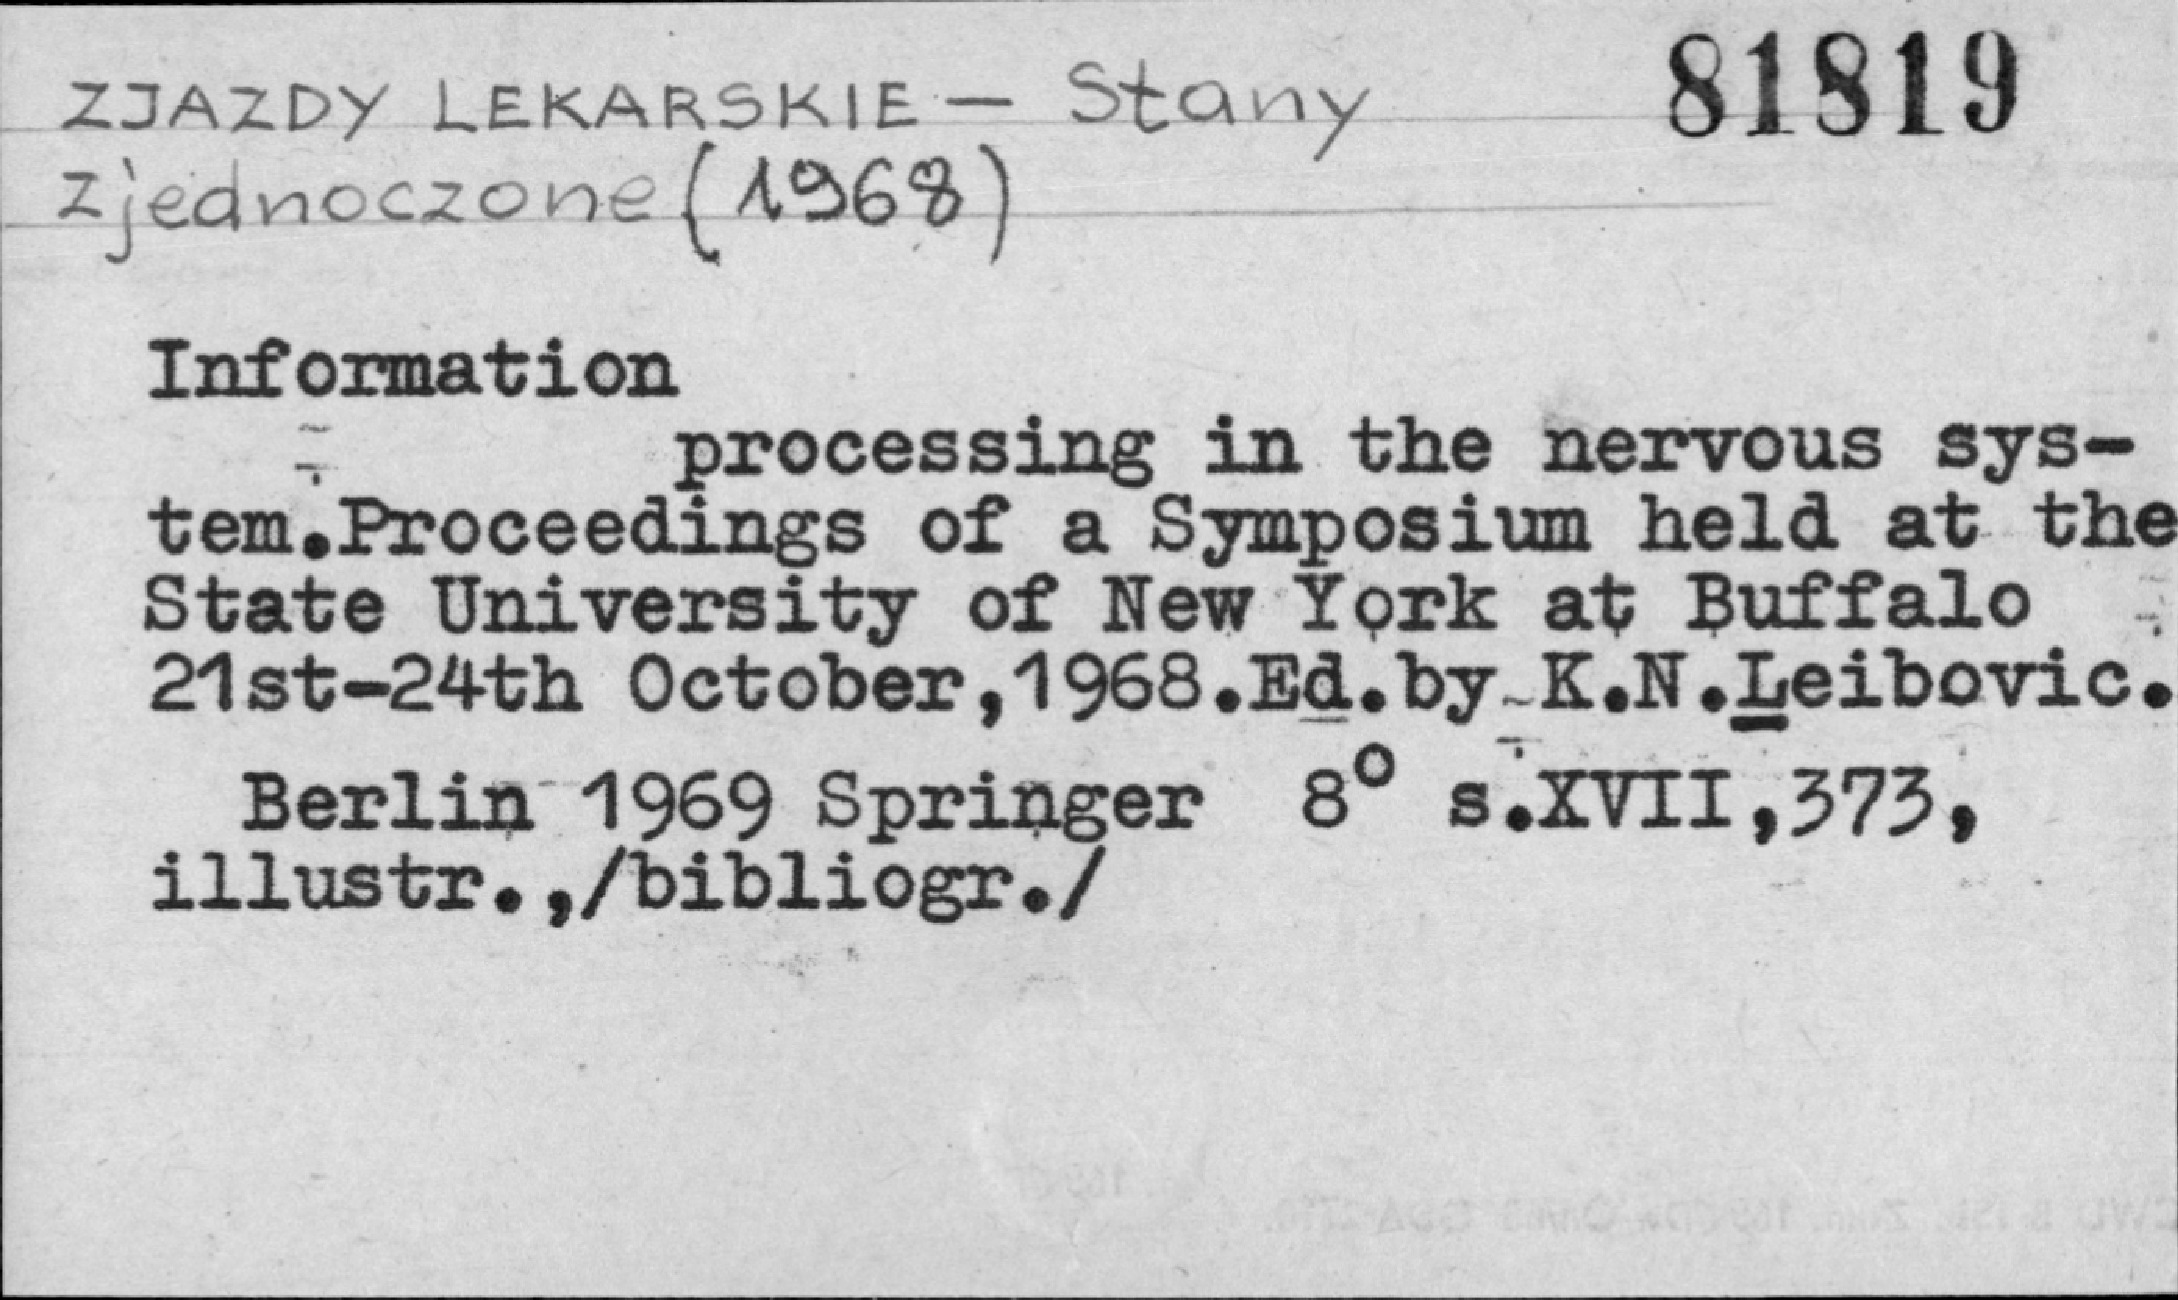 81819
ZJAZDY LEKARSKIE — Stany
zjednoczone (1968)
Information
processing in the nervous sys-
tem.Proceedings of a Symposium held at the
State University of New York at Buffalo
21st-24th October,1968.Ed.by K.N.Leibovic.
Berlin 1969 Springer 8° s.XVII,373,
illustr.,/bibliogr./